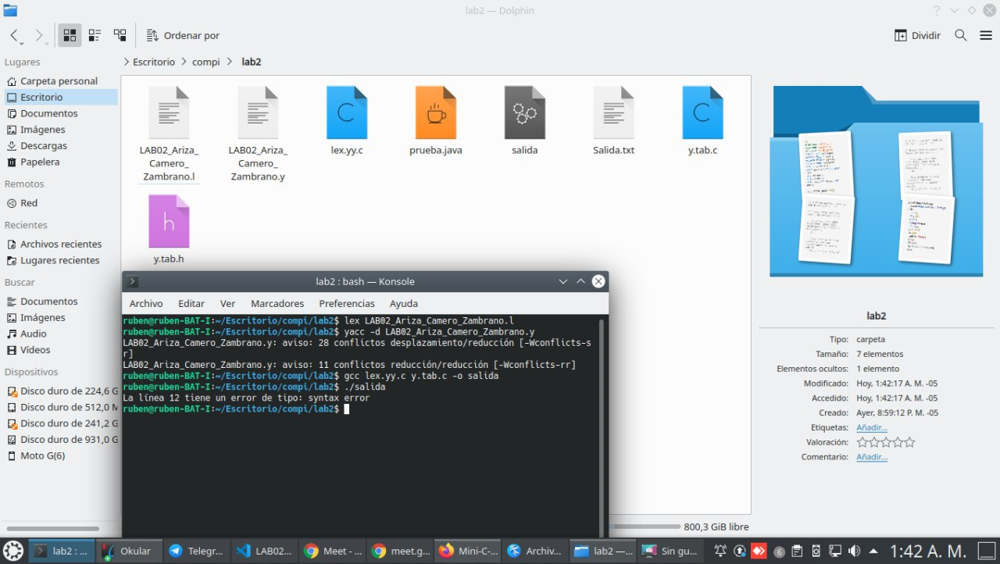 lab2 — Dolphin
Ordenar por
Dividir
Lugares
Carpeta personal
Escritorio
Documentos
Imágenes
Descargas
Papelera
Remotos
Red
Recientes
Archivos recientes
Lugares recientes
Buscar
Documentos
Imágenes
Audio
Vídeos
Dispositivos
Disco duro de 224,6 G
Disco duro de 512,0 M
Disco duro de 241,2 G
Disco duro de 931,0 G
Moto G(6)
Escritorio
compi
lab2
LAB02_Ariza_
Camero_
Zambrano.l
LAB02_Ariza_
Camero_
Zambrano.y
lex.yy.c
prueba.java
salida
Salida.txt
y.tab.c
y.tab.h
lab2 : bash — Konsole
Archivo Editar Ver Marcadores Preferencias Ayuda
ruben@ruben-BAT-I:~/Escritorio/compi/lab2$ lex LAB02_Ariza_Camero_Zambrano.l
ruben@ruben-BAT-I:~/Escritorio/compi/lab2$ yacc -d LAB02_Ariza_Camero_Zambrano.y
LAB02_Ariza_Camero_Zambrano.y: aviso: 28 conflictos desplazamiento/reducción [-Wconflicts-s
r]
LAB02_Ariza_Camero_Zambrano.y: aviso: 11 conflictos reducción/reducción [-Wconflicts-rr]
ruben@ruben-BAT-I:~/Escritorio/compi/lab2$ gcc lex.yy.c y.tab.c -o salida
ruben@ruben-BAT-I:~/Escritorio/compi/lab2$ ./salida
La línea 12 tiene un error de tipo: syntax error
ruben@ruben-BAT-I:~/Escritorio/compi/lab2$
800,3 GiB libre
lab2
Tipo: carpeta
Tamaño: 7 elementos
Elementos ocultos: 1 elemento
Modificado: Hoy, 1:42:17 A. M. -05
Accedido: Hoy, 1:42:17 A. M. -05
Creado: Ayer, 8:59:12 P. M. -05
Etiquetas: Añadir...
Valoración:
Comentario: Añadir...
lab2 : ...
Okular
Telegr...
LAB02...
Meet - ...
meet.g...
Mini-C-...
Archiv...
lab2 —...
Sin gu...
6
1:42 A. M.